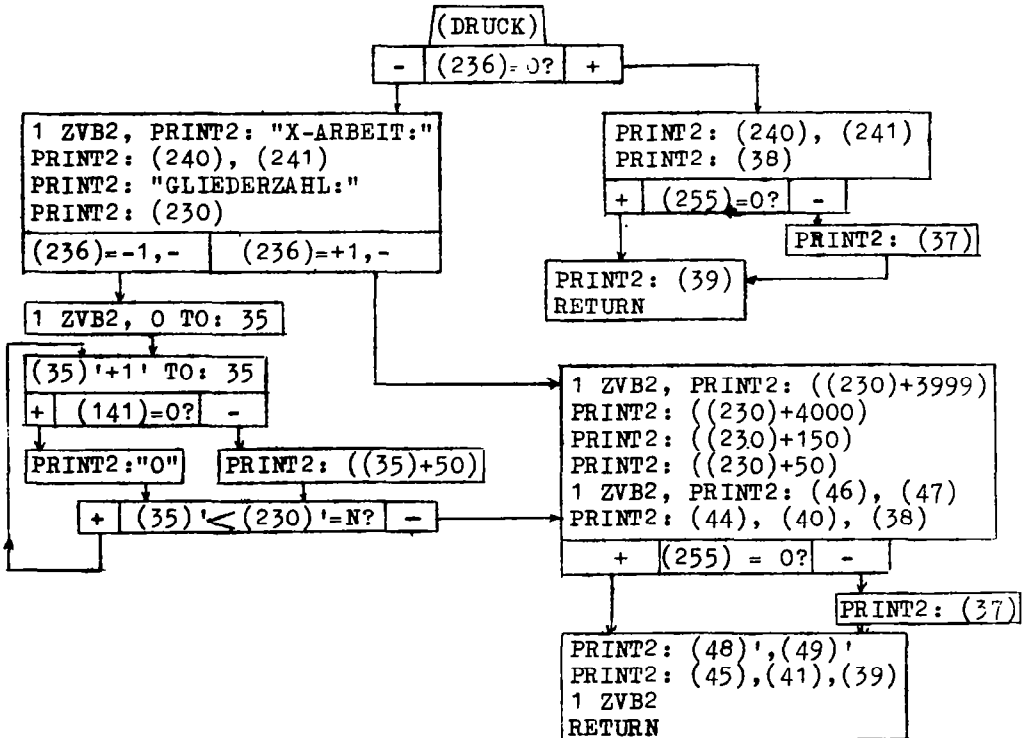 (DRUCK)
- (236)=0? +
1 ZVB2, PRINT2: "X-ARBEIT:"
PRINT2: (240), (241)
PRINT2: "GLIEDERZAHL:"
PRINT2: (230)
(236)=-1,- (236)=+1,-
PRINT2: (240), (241)
PRINT2: (38)
+ (255)=0? -
PRINT2: (37)
PRINT2: (39)
RETURN
1 ZVB2, 0 TO: 35
(35)'+1' TO: 35
+ (141)=0? -
PRINT2:"0"
PRINT2: ((35)+50)
+ (35)'<(230)'=N? -
1 ZVB2, PRINT2: ((230)+3999)
PRINT2: ((230)+4000)
PRINT2: ((230)+150)
PRINT2: ((230)+50)
1 ZVB2, PRINT2: (46), (47)
PRINT2: (44), (40), (38)
+ (255) = 0? -
PRINT2: (37)
PRINT2: (48)',(49)'
PRINT2: (45),(41),(39)
1 ZVB2
RETURN